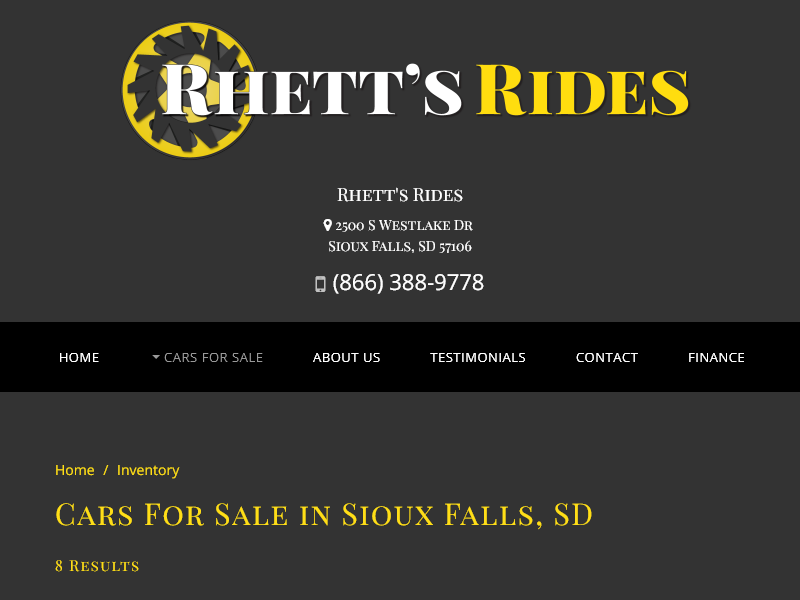 Rhett's Rides
Rhett's Rides
2500 S Westlake Dr
Sioux Falls, SD 57106
(866) 388-9778
HOME CARS FOR SALE ABOUT US TESTIMONIALS CONTACT FINANCE
Home / Inventory
Cars For Sale in Sioux Falls, SD
8 Results